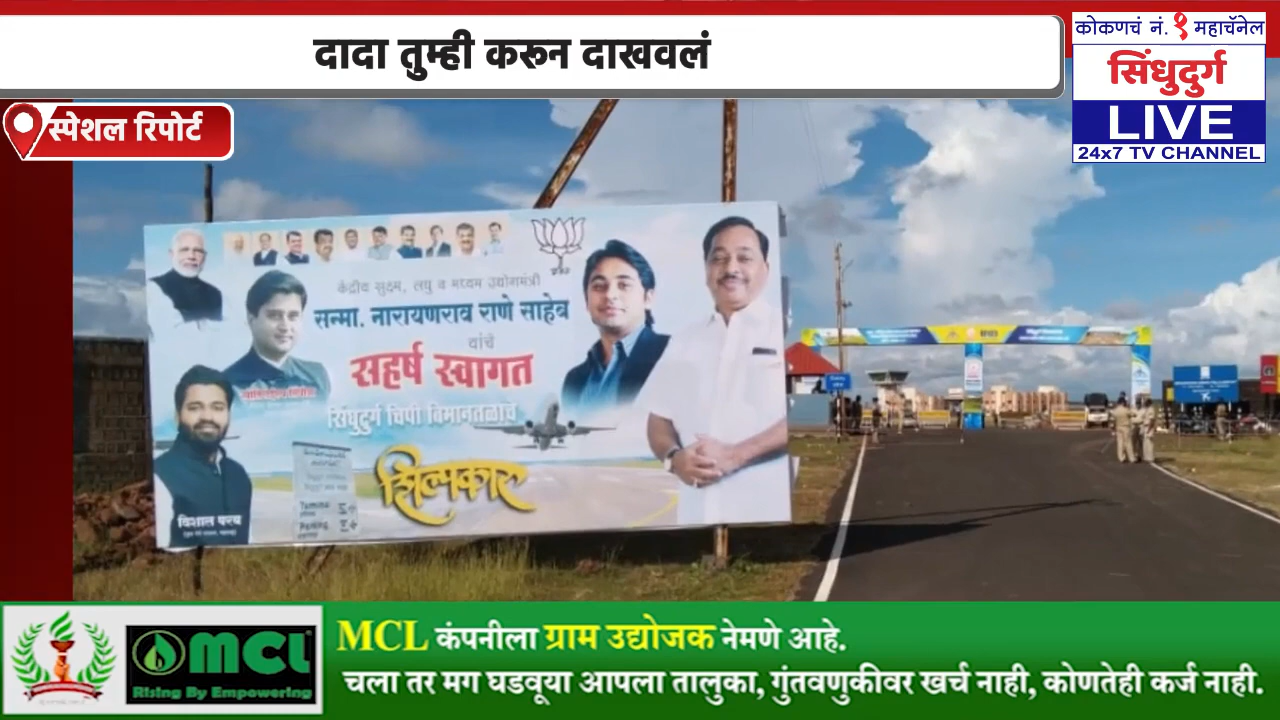 दादा तुम्ही करून दाखवलं
कोकणचं नं. १ महाचॅनेल
सिंधुदुर्ग
LIVE
24x7 TV CHANNEL
स्पेशल रिपोर्ट
केंद्रीय सुक्ष्म, लघु व मध्यम उद्योगमंत्री
सन्मा. नारायणराव राणे साहेब
यांचे
सहर्ष स्वागत
सिंधुदुर्ग चिपी विमानतळाचे
शिल्पकार
विशाल परब
MCL कंपनीला ग्राम उद्योजक नेमणे आहे.
चला तर मग घडवूया आपला तालुका, गुंतवणुकीवर खर्च नाही, कोणतेही कर्ज नाही.
MCL
Rising By Empowering